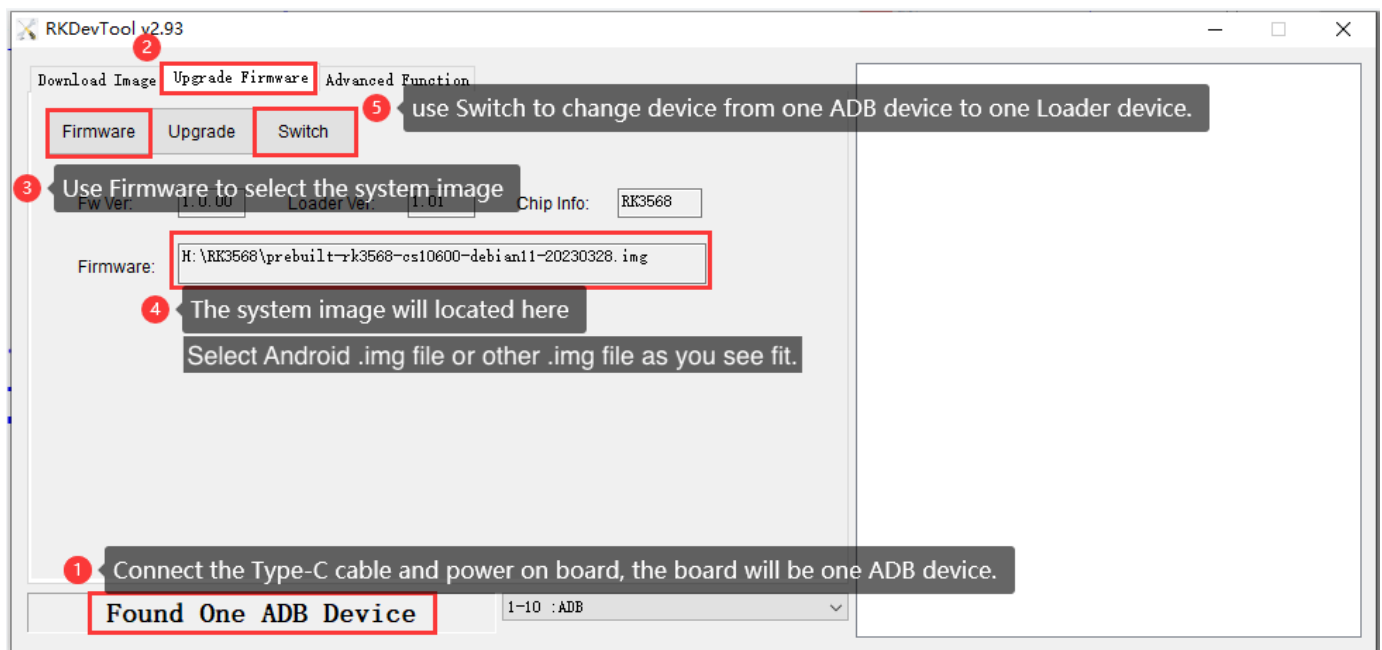 RKDevTool v2.93
2
Download Image Upgrade Firmware Advanced Function
5 use Switch to change device from one ADB device to one Loader device.
Firmware Upgrade Switch
3 Use Firmware to select the system image
Fw Ver: 1.0.00 Loader Ver: 1.01 Chip Info: RK3568
Firmware: H:\RK3568\prebuilt-rk3568-cs10600-debian11-20230328.img
4 The system image will located here
Select Android .img file or other .img file as you see fit.
1 Connect the Type-C cable and power on board, the board will be one ADB device.
Found One ADB Device 1-10 :ADB